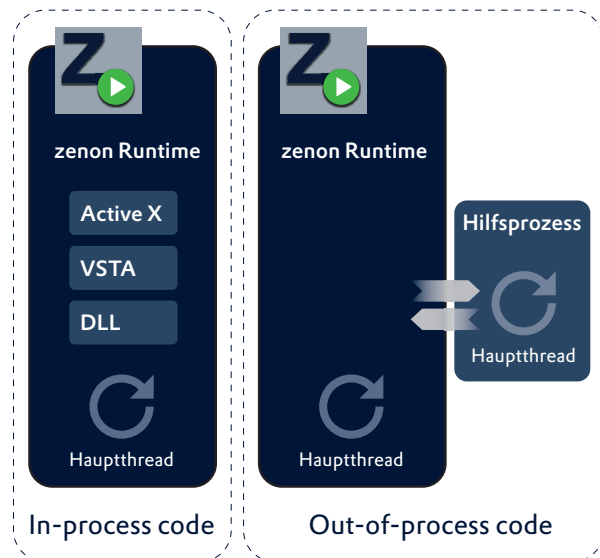 Z
zenon Runtime
Active X
VSTA
DLL
Hauptthread
In-process code
Z
zenon Runtime
Hauptthread
Hilfsprozess
Hauptthread
Out-of-process code